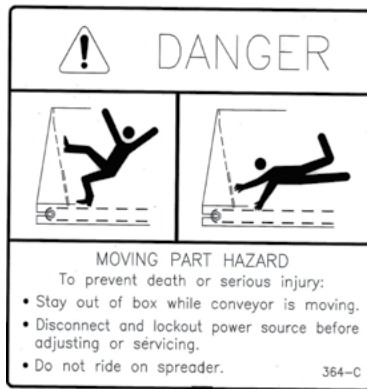 DANGER
MOVING PART HAZARD
To prevent death or serious injury:
• Stay out of box while conveyor is moving.
• Disconnect and lockout power source before
adjusting or servicing.
• Do not ride on spreader.
364-C